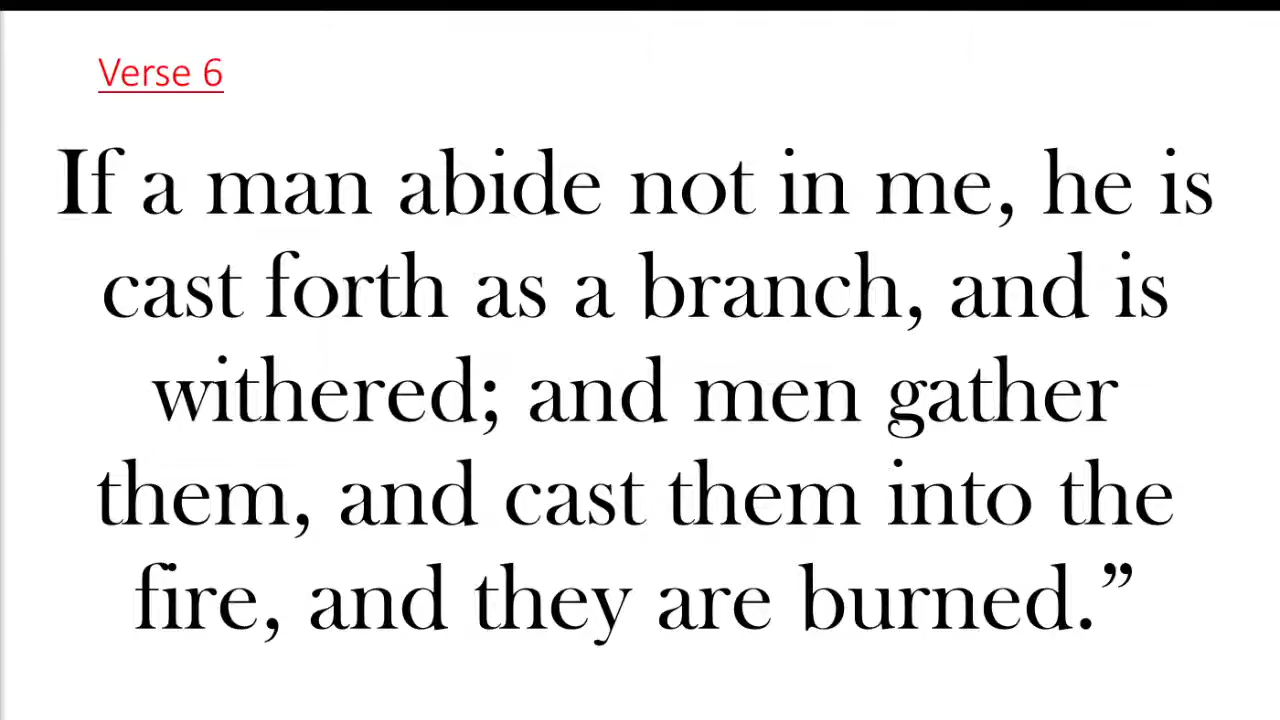 Verse 6
If a man abide not in me, he is
cast forth as a branch, and is
withered; and men gather
them, and cast them into the
fire, and they are burned.”